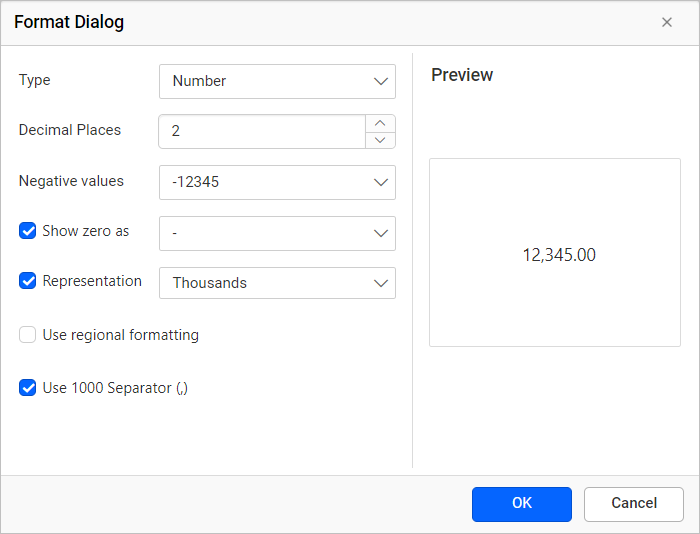 Format Dialog
Type Number
Preview
Decimal Places 2
Negative values -12345
Show zero as -
12,345.00
Representation Thousands
Use regional formatting
Use 1000 Separator (,)
OK Cancel